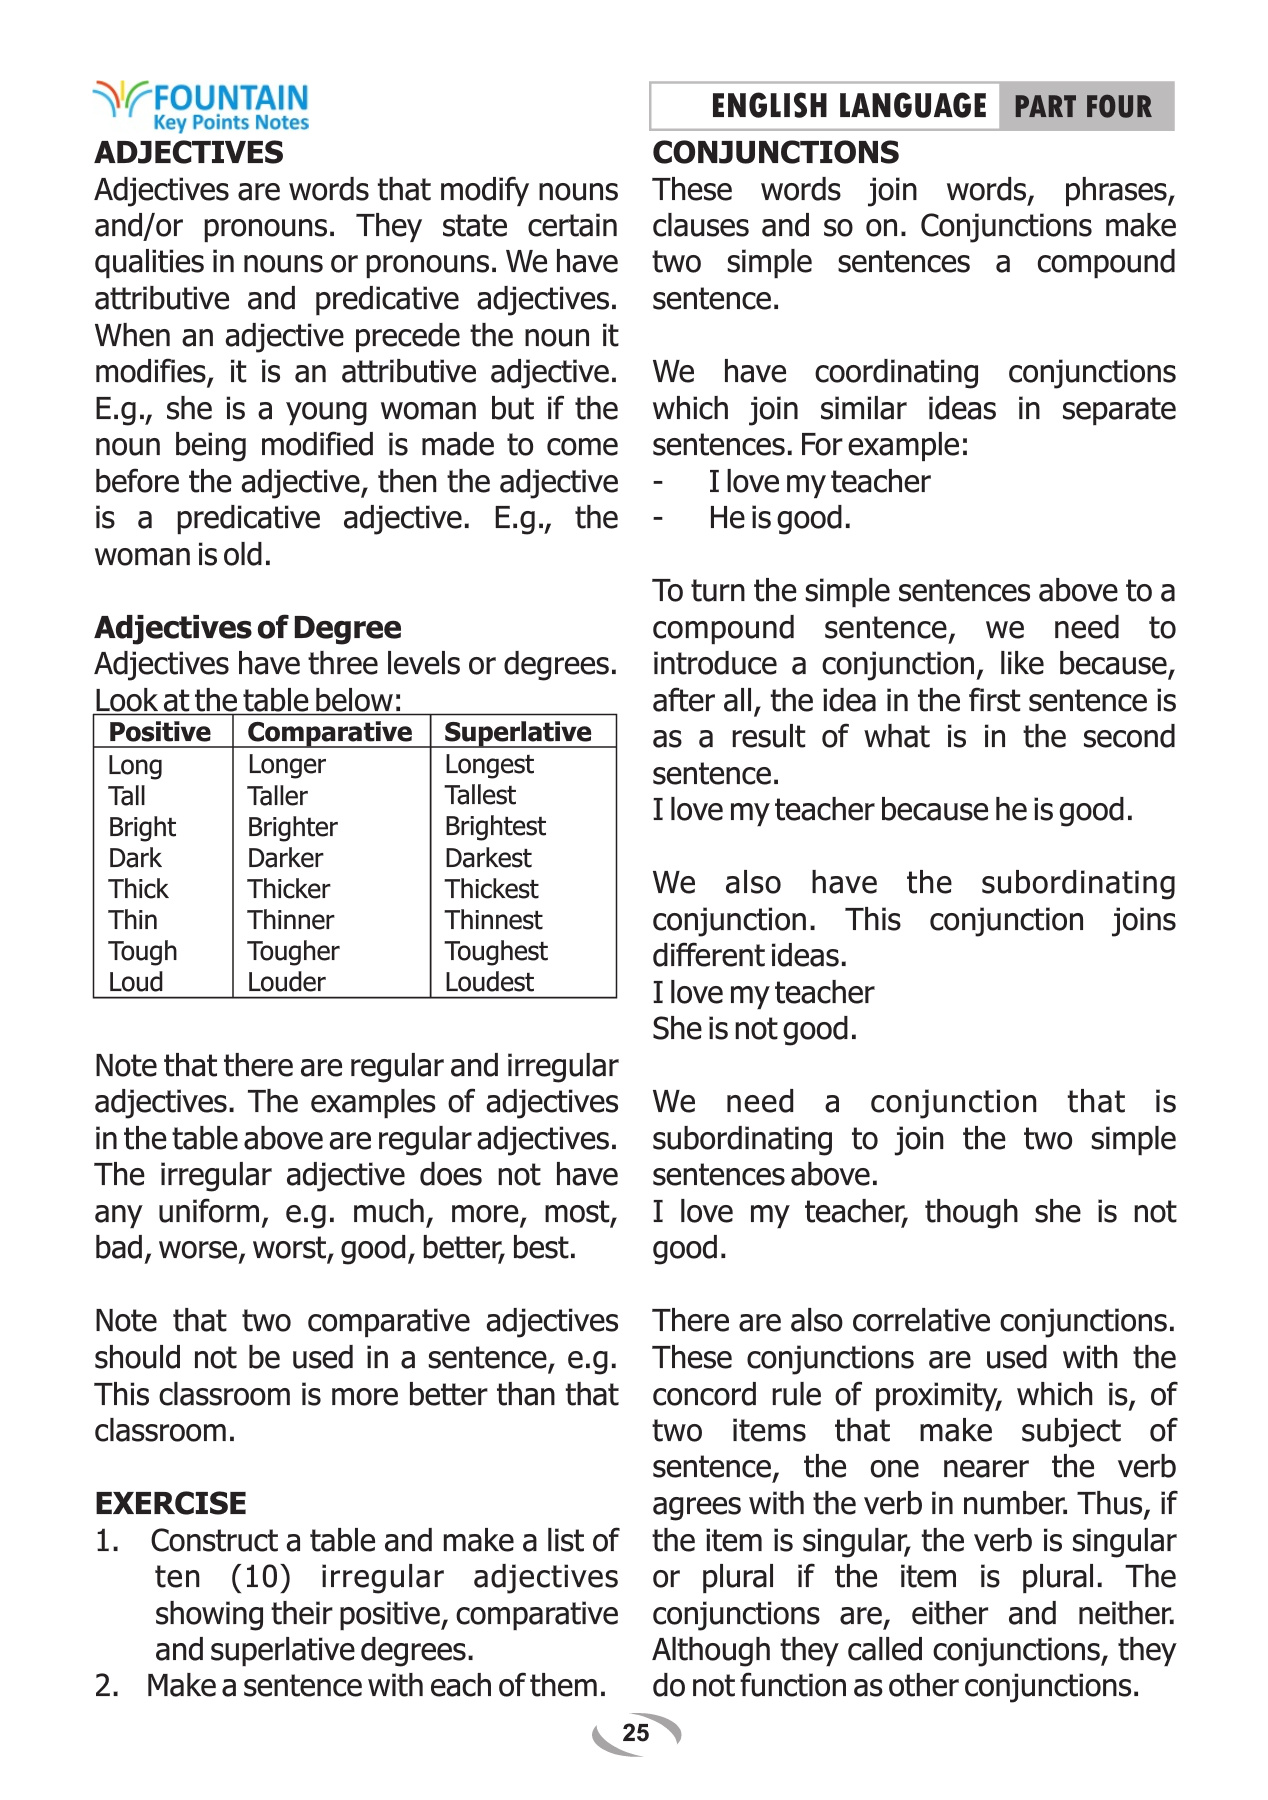 FOUNTAIN
Key Points Notes
ENGLISH LANGUAGE PART FOUR
ADJECTIVES
Adjectives are words that modify nouns
and/or pronouns. They state certain
qualities in nouns or pronouns. We have
attributive and predicative adjectives.
When an adjective precede the noun it
modifies, it is an attributive adjective.
E.g., she is a young woman but if the
noun being modified is made to come
before the adjective, then the adjective
is a predicative adjective. E.g., the
woman is old.
Adjectives of Degree
Adjectives have three levels or degrees.
Look at the table below:
Positive Comparative Superlative
Long Longer Longest
Tall Taller Tallest
Bright Brighter Brightest
Dark Darker Darkest
Thick Thicker Thickest
Thin Thinner Thinnest
Tough Tougher Toughest
Loud Louder Loudest
Note that there are regular and irregular
adjectives. The examples of adjectives
in the table above are regular adjectives.
The irregular adjective does not have
any uniform, e.g. much, more, most,
bad, worse, worst, good, better, best.
Note that two comparative adjectives
should not be used in a sentence, e.g.
This classroom is more better than that
classroom.
EXERCISE
1. Construct a table and make a list of
ten (10) irregular adjectives
showing their positive, comparative
and superlative degrees.
2. Make a sentence with each of them.
CONJUNCTIONS
These words join words, phrases,
clauses and so on. Conjunctions make
two simple sentences a compound
sentence.
We have coordinating conjunctions
which join similar ideas in separate
sentences. For example:
- I love my teacher
- He is good.
To turn the simple sentences above to a
compound sentence, we need to
introduce a conjunction, like because,
after all, the idea in the first sentence is
as a result of what is in the second
sentence.
I love my teacher because he is good.
We also have the subordinating
conjunction. This conjunction joins
different ideas.
I love my teacher
She is not good.
We need a conjunction that is
subordinating to join the two simple
sentences above.
I love my teacher, though she is not
good.
There are also correlative conjunctions.
These conjunctions are used with the
concord rule of proximity, which is, of
two items that make subject of
sentence, the one nearer the verb
agrees with the verb in number. Thus, if
the item is singular, the verb is singular
or plural if the item is plural. The
conjunctions are, either and neither.
Although they called conjunctions, they
do not function as other conjunctions.
25